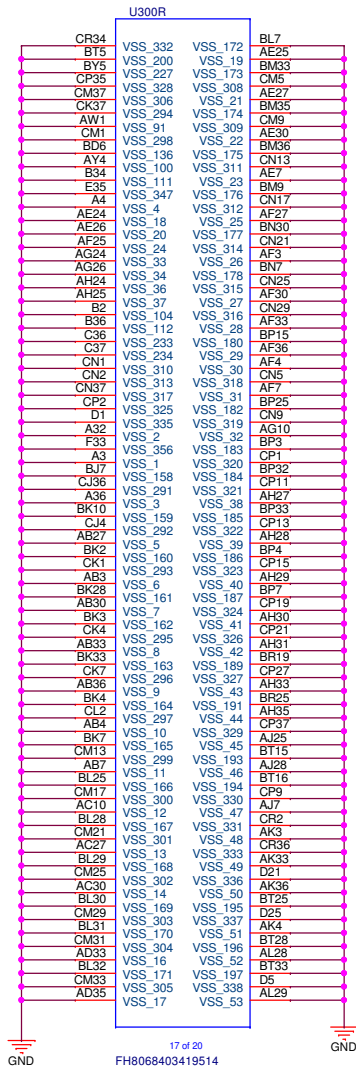 U300R
CR34 VSS_332 VSS_172 BL7
BT5 VSS_200 VSS_19 AE25
BY5 VSS_227 VSS_173 BM33
CP35 VSS_328 VSS_308 CM5
CM37 VSS_306 VSS_21 AE27
CK37 VSS_294 VSS_174 BM35
AW1 VSS_91 VSS_309 CM9
CM1 VSS_298 VSS_22 AE30
BD6 VSS_136 VSS_175 BM36
AY4 VSS_100 VSS_311 CN13
B34 VSS_111 VSS_23 AE7
E35 VSS_347 VSS_176 BM9
A4 VSS_4 VSS_312 CN17
AE24 VSS_18 VSS_25 AF27
AE26 VSS_20 VSS_177 BN30
AF25 VSS_24 VSS_314 CN21
AG24 VSS_33 VSS_26 AF3
AG26 VSS_34 VSS_178 BN7
AH24 VSS_36 VSS_315 CN25
AH25 VSS_37 VSS_27 AF30
B2 VSS_104 VSS_316 CN29
B36 VSS_112 VSS_28 AF33
C36 VSS_233 VSS_180 BP15
C37 VSS_234 VSS_29 AF36
CN1 VSS_310 VSS_30 AF4
CN2 VSS_313 VSS_318 CN5
CN37 VSS_317 VSS_31 AF7
CP2 VSS_325 VSS_182 BP25
D1 VSS_335 VSS_319 CN9
A32 VSS_2 VSS_32 AG10
F33 VSS_356 VSS_183 BP3
A3 VSS_1 VSS_320 CP1
BJ7 VSS_158 VSS_184 BP32
CJ36 VSS_291 VSS_321 CP11
A36 VSS_3 VSS_38 AH27
BK10 VSS_159 VSS_185 BP33
CJ4 VSS_292 VSS_322 CP13
AB27 VSS_5 VSS_39 AH28
BK2 VSS_160 VSS_186 BP4
CK1 VSS_293 VSS_323 CP15
AB3 VSS_6 VSS_40 AH29
BK28 VSS_161 VSS_187 BP7
AB30 VSS_7 VSS_324 CP19
BK3 VSS_162 VSS_41 AH30
CK4 VSS_295 VSS_326 CP21
AB33 VSS_8 VSS_42 AH31
BK33 VSS_163 VSS_189 BR19
CK7 VSS_296 VSS_327 CP27
AB36 VSS_9 VSS_43 AH33
BK4 VSS_164 VSS_191 BR25
CL2 VSS_297 VSS_44 AH35
AB4 VSS_10 VSS_329 CP37
BK7 VSS_165 VSS_45 AJ25
CM13 VSS_299 VSS_193 BT15
AB7 VSS_11 VSS_46 AJ28
BL25 VSS_166 VSS_194 BT16
CM17 VSS_300 VSS_330 CP9
AC10 VSS_12 VSS_47 AJ7
BL28 VSS_167 VSS_331 CR2
CM21 VSS_301 VSS_48 AK3
AC27 VSS_13 VSS_333 CR36
BL29 VSS_168 VSS_49 AK33
CM25 VSS_302 VSS_336 D21
AC30 VSS_14 VSS_50 AK36
BL30 VSS_169 VSS_195 BT25
CM29 VSS_303 VSS_337 D25
BL31 VSS_170 VSS_51 AK4
CM31 VSS_304 VSS_196 BT28
AD33 VSS_16 VSS_52 AL28
BL32 VSS_171 VSS_197 BT33
CM33 VSS_305 VSS_338 D5
AD35 VSS_17 VSS_53 AL29
17 of 20
GND FH8068403419514 GND